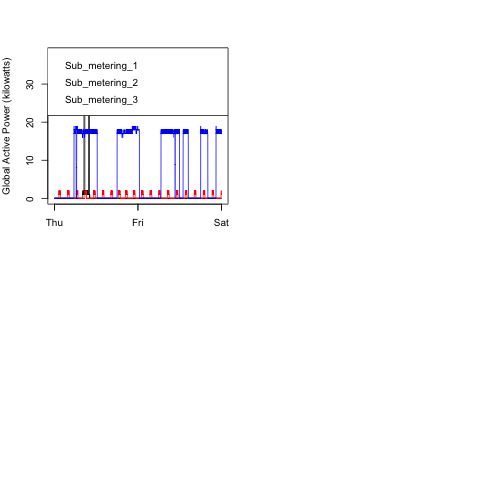 Sub_metering_1
Sub_metering_2
Sub_metering_3
Global Active Power (kilowatts)
30
20
10
0
Thu Fri Sat